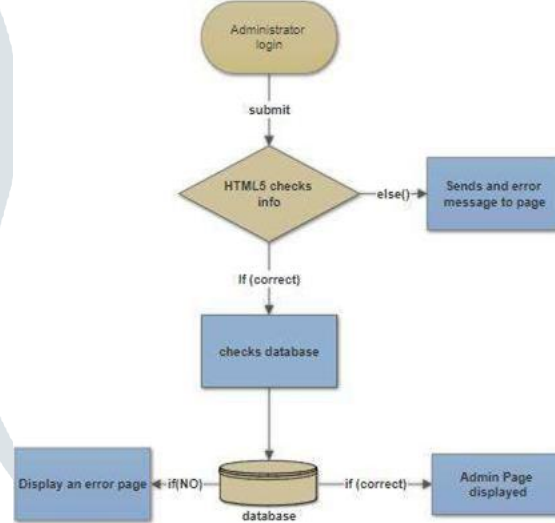 Administrator
login
submit
HTML5 checks
info
else()
Sends and error
message to page
If (correct)
checks database
Display an error page
if(NO)
if (correct)
Admin Page
displayed
database